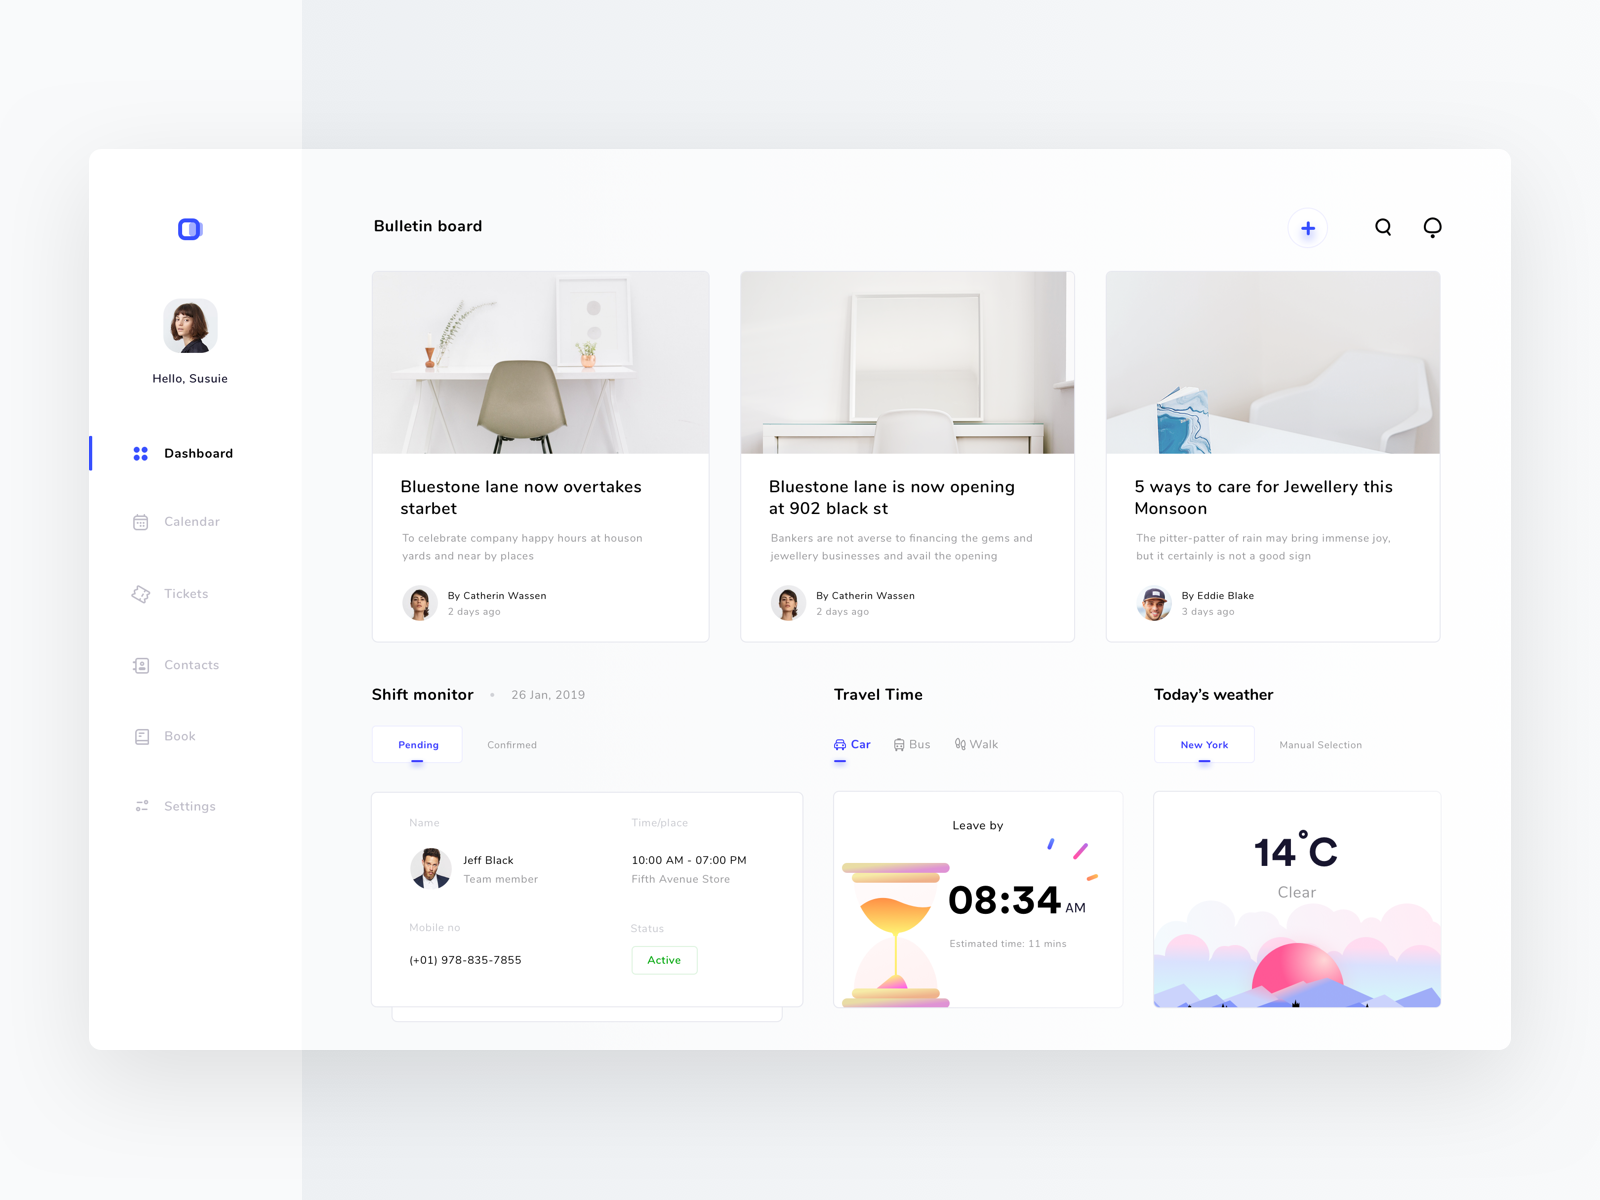 Hello, Susuie
Dashboard
Calendar
Tickets
Contacts
Book
Settings
Bulletin board
Bluestone lane now overtakes
starbet
To celebrate company happy hours at houson
yards and near by places
By Catherin Wassen
2 days ago
Bluestone lane is now opening
at 902 black st
Bankers are not averse to financing the gems and
jewellery businesses and avail the opening
By Catherin Wassen
2 days ago
5 ways to care for Jewellery this
Monsoon
The pitter-patter of rain may bring immense joy,
but it certainly is not a good sign
By Eddie Blake
3 days ago
Shift monitor • 26 Jan, 2019
Pending Confirmed
Name Time/place
Jeff Black 10:00 AM - 07:00 PM
Team member Fifth Avenue Store
Mobile no Status
(+01) 978-835-7855 Active
Travel Time
Car Bus Walk
Leave by
08:34 AM
Estimated time: 11 mins
Today's weather
New York Manual Selection
14°C
Clear